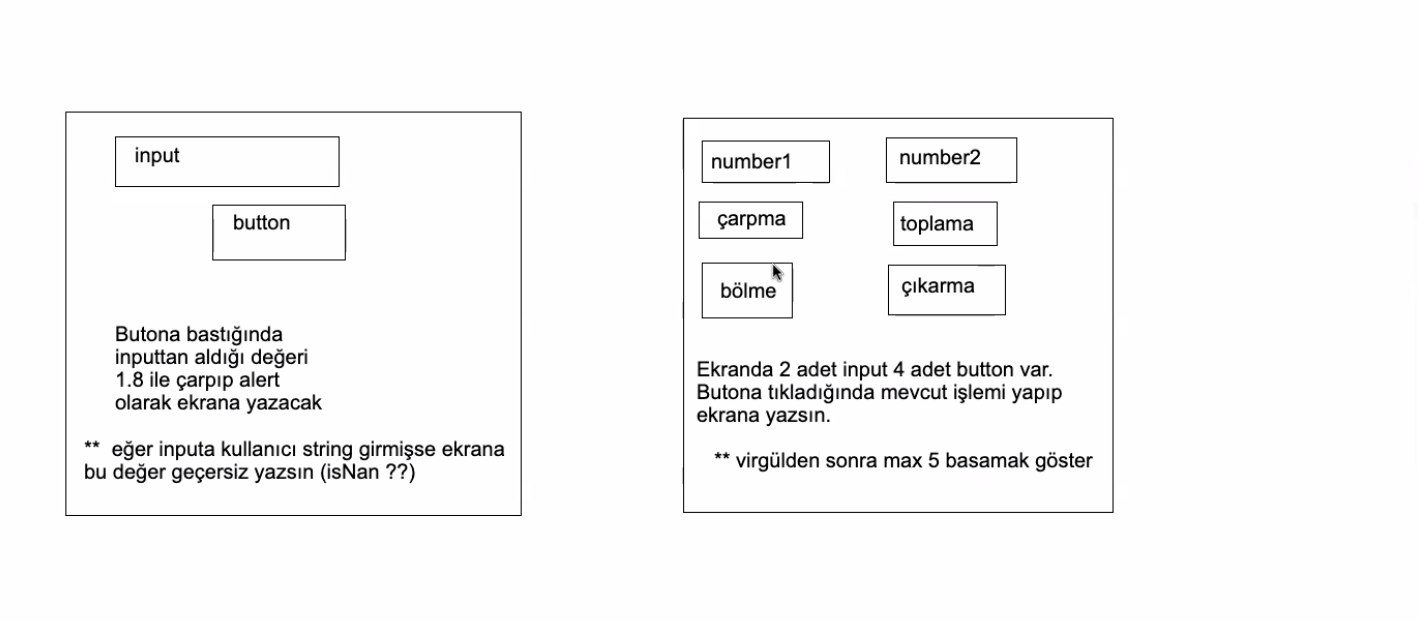 input
button
Butona bastığında
inputtan aldığı değeri
1.8 ile çarpıp alert
olarak ekrana yazacak
** eğer inputa kullanıcı string girmişse ekrana
bu değer geçersiz yazsın (isNan ??)
number1
number2
çarpma
toplama
bölme
çıkarma
Ekranda 2 adet input 4 adet button var.
Butona tıkladığında mevcut işlemi yapıp
ekrana yazsın.
** virgülden sonra max 5 basamak göster